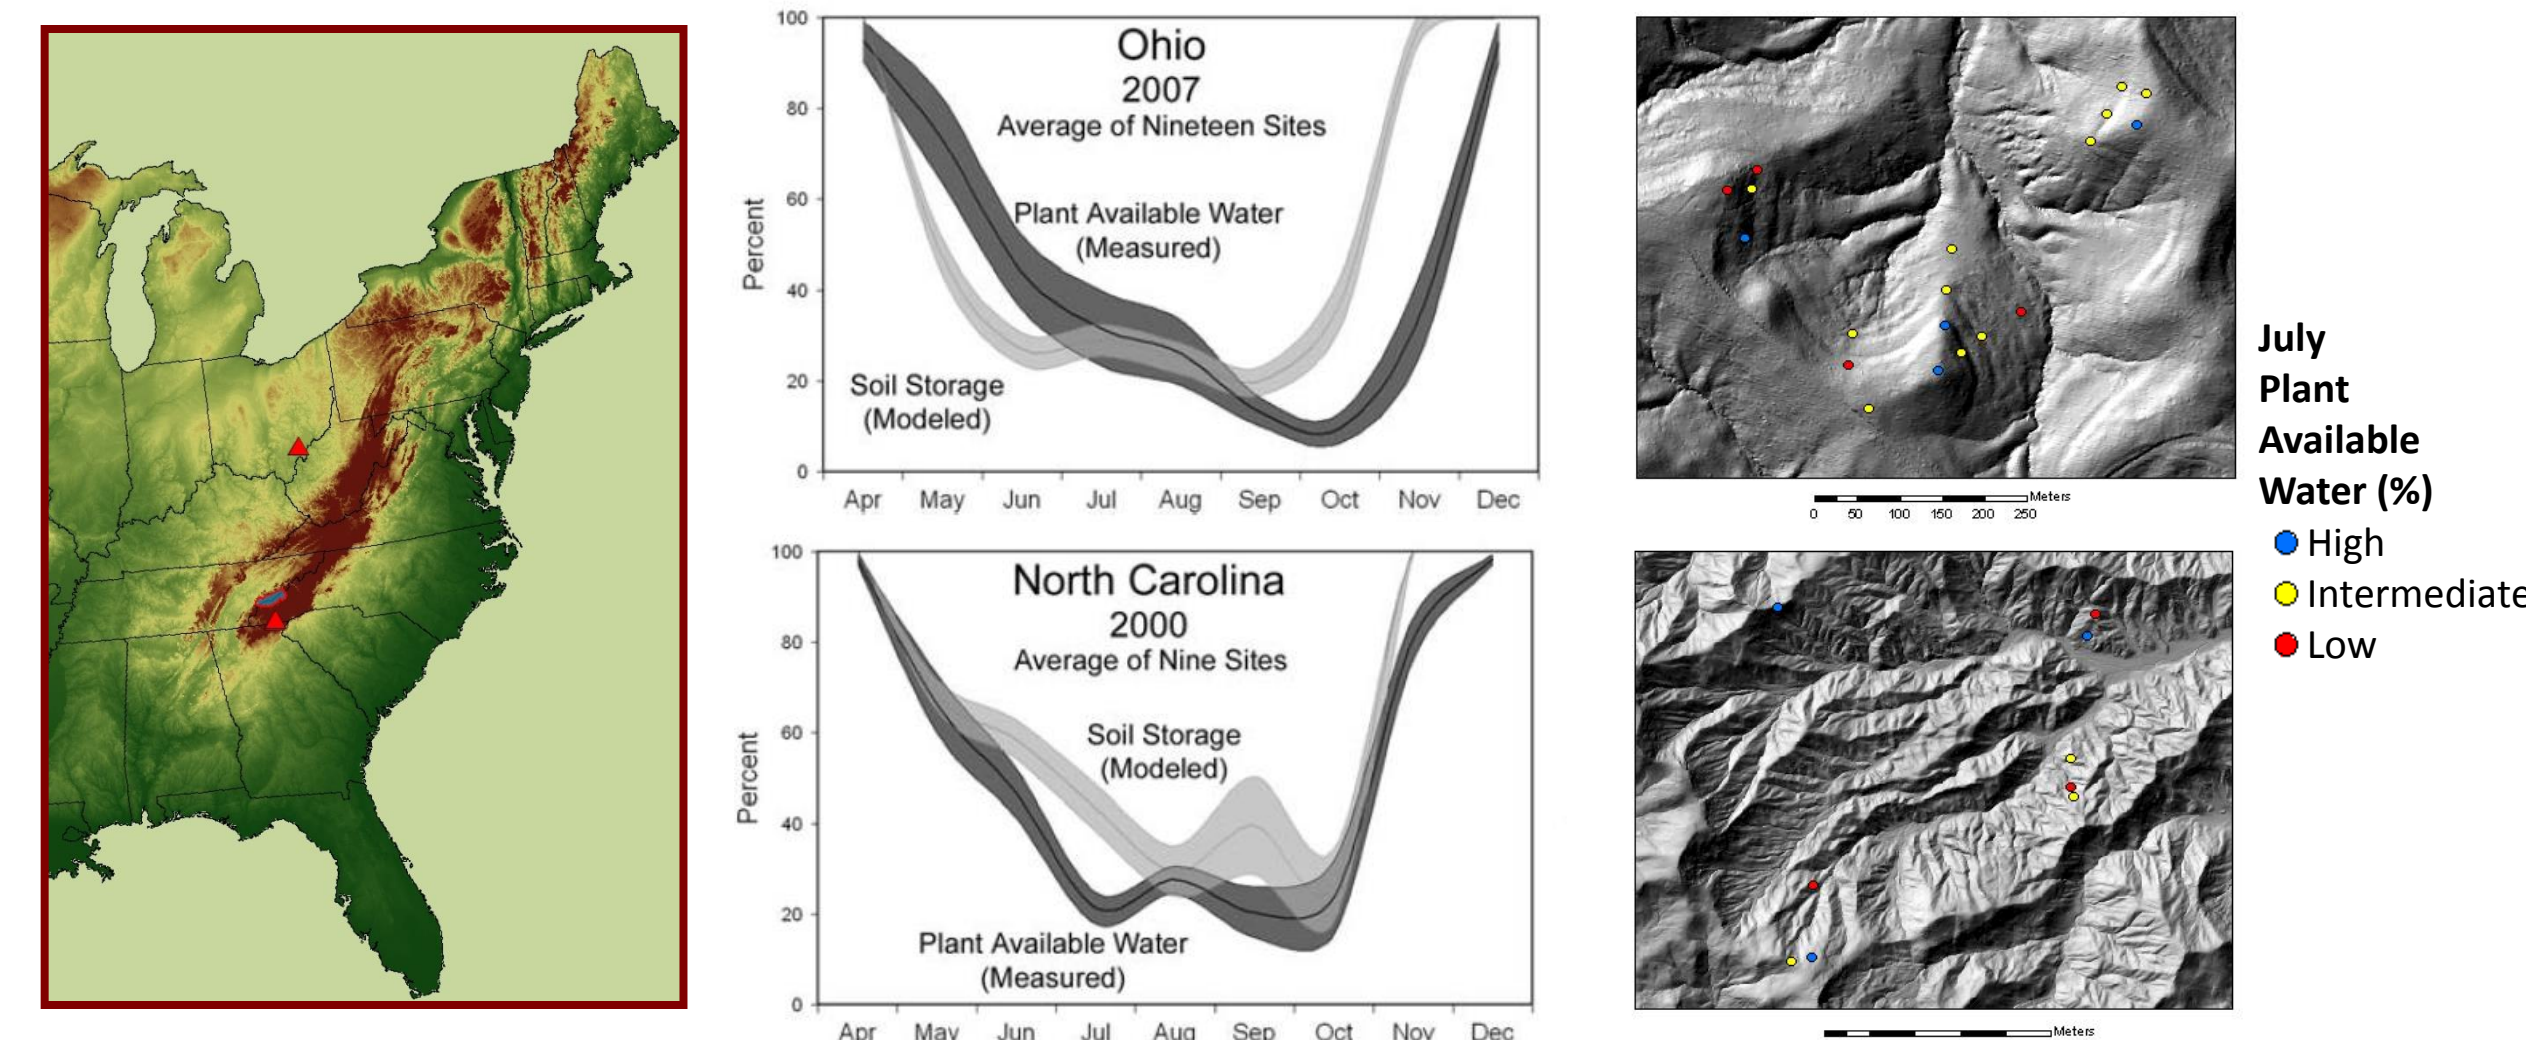 100
80
60
40
20
0
Percent
Ohio
2007
Average of Nineteen Sites
Plant Available Water
(Measured)
Soil Storage
(Modeled)
Apr May Jun Jul Aug Sep Oct Nov Dec
100
80
60
40
20
0
Percent
North Carolina
2000
Average of Nine Sites
Soil Storage
(Modeled)
Plant Available Water
(Measured)
Apr May Jun Jul Aug Sep Oct Nov Dec
Meters
0 50 100 150 200 250
Meters
July
Plant
Available
Water (%)
High
Intermediate
Low